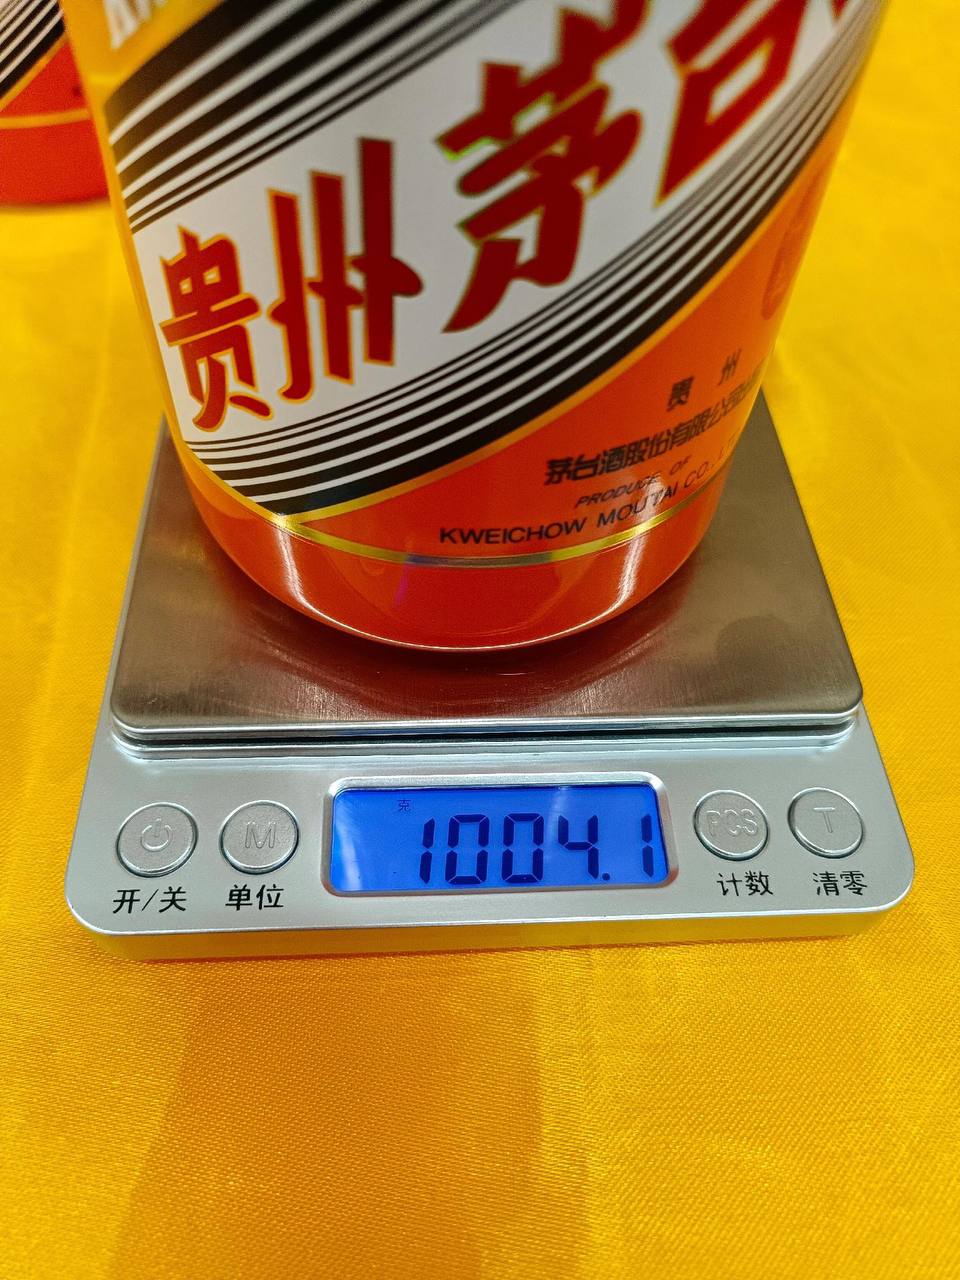 贵州茅台
贵州
茅台酒股份有限公司
PRODUCE OF
KWEICHOW MOUTAI CO.,
克
1004.1
M
PCS
T
开/关
单位
计数
清零